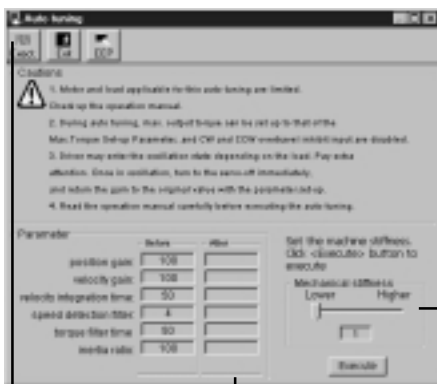 Auto tuning
Exit
Cautions
1. Motor and load applicable for this auto tuning are limited.
Check up the operation manual.
2. During auto tuning, max. output torque can be set up to that of the
Max.Torque Set-up Parameter, and CW and CCW overtravel inhibit input are disabled.
3. Driver may enter the oscillation state depending on the load. Pay extra
attention. Once in oscillation, turn to the servo-off immediately,
and return the gain to the original value with the parameter set-up.
4. Read the operation manual carefully before executing the auto tuning.
Parameter
Before After
position gain: 100
velocity gain: 100
velocity integration time: 50
speed detection filter: 4
torque filter time: 50
inertia ratio: 100
Set the machine stiffness.
Click <Execute> button to
execute
Mechanical stiffness
Lower Higher
1
Execute